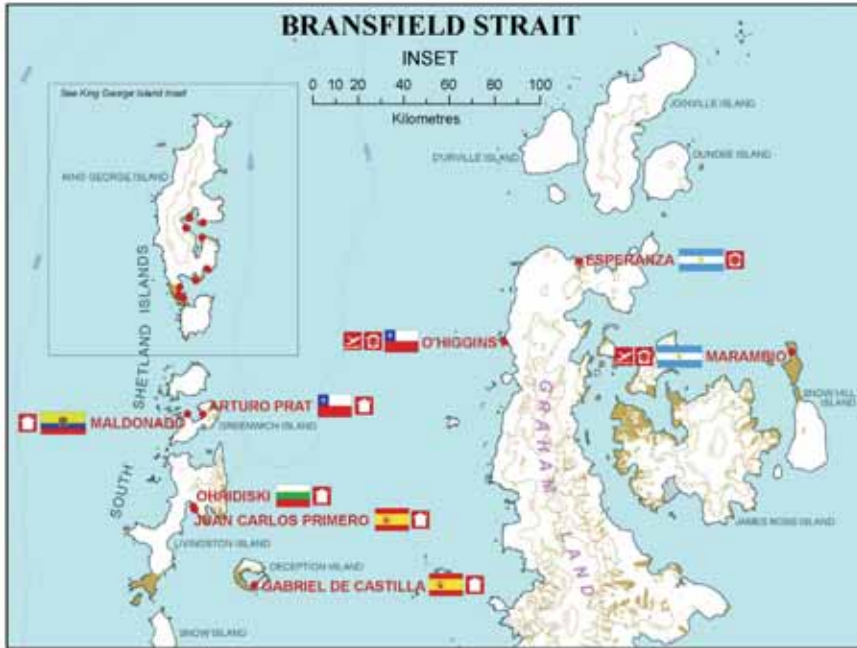 BRANSFIELD STRAIT
INSET
See King George Island Inset
0 10 20 40 60 80 100
Kilometres
JOINVILLE ISLAND
D'URVILLE ISLAND
DUNDEE ISLAND
KING GEORGE ISLAND
ESPERANZA
SHETLAND ISLANDS
O'HIGGINS
MARAMBIO
SNOW HILL
ISLAND
ARTURO PRAT
MALDONADO
GREENWICH ISLAND
GRAHAM
SOUTH
OHRIDISKI
JUAN CARLOS PRIMERO
JAMES ROSS ISLAND
LIVINGSTON ISLAND
LAND
DECEPTION ISLAND
GABRIEL DE CASTILLA
SNOW ISLAND